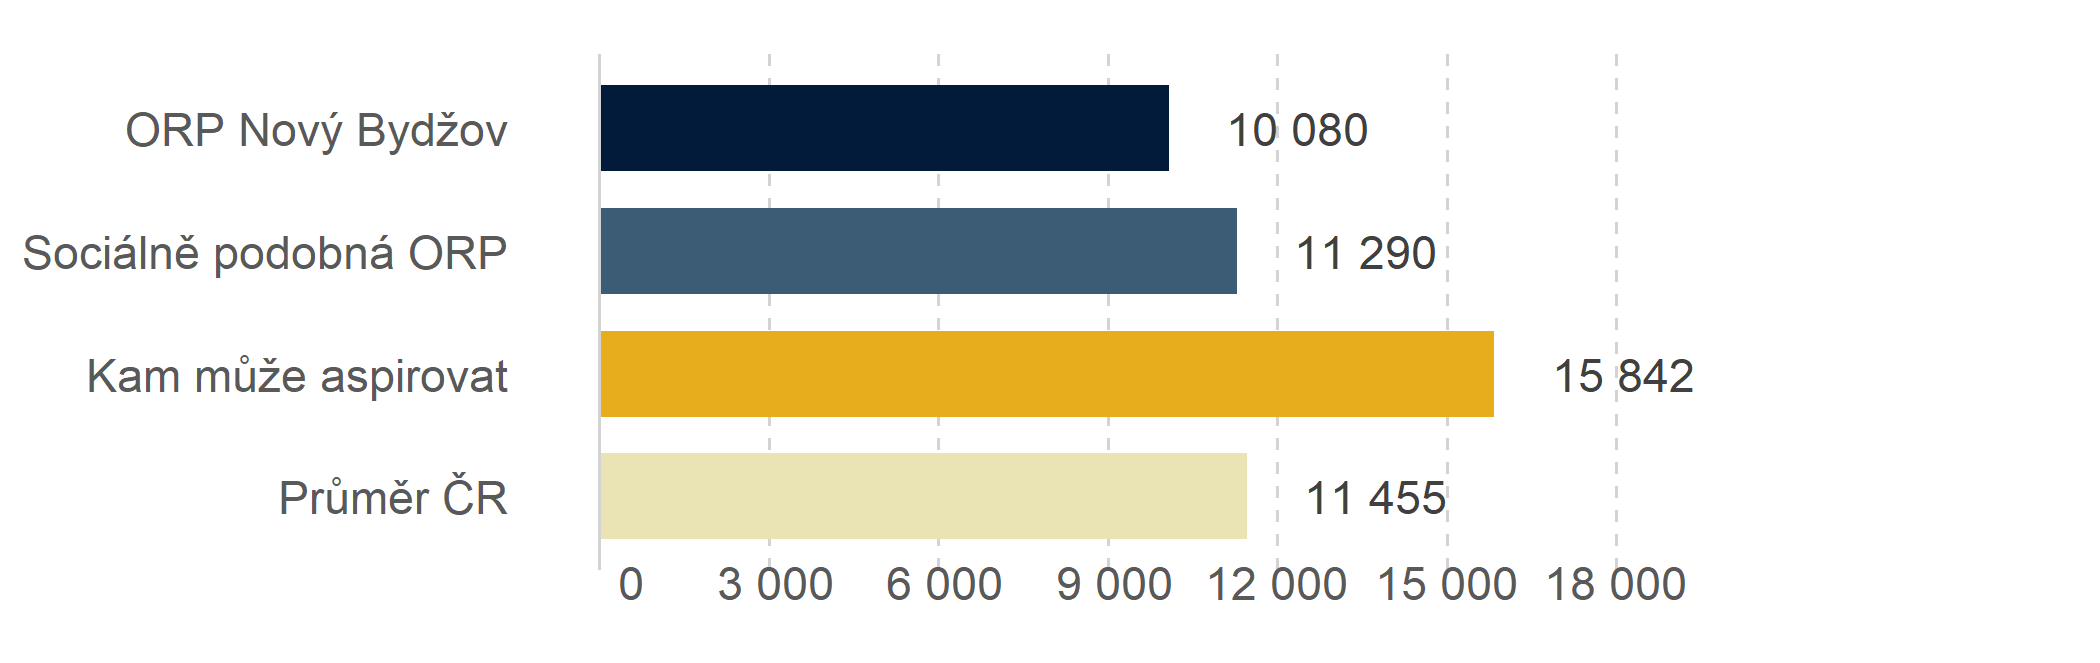 ORP Nový Bydžov 10 080
Sociálně podobná ORP 11 290
Kam může aspirovat 15 842
Průměr ČR 11 455
0 3 000 6 000 9 000 12 000 15 000 18 000